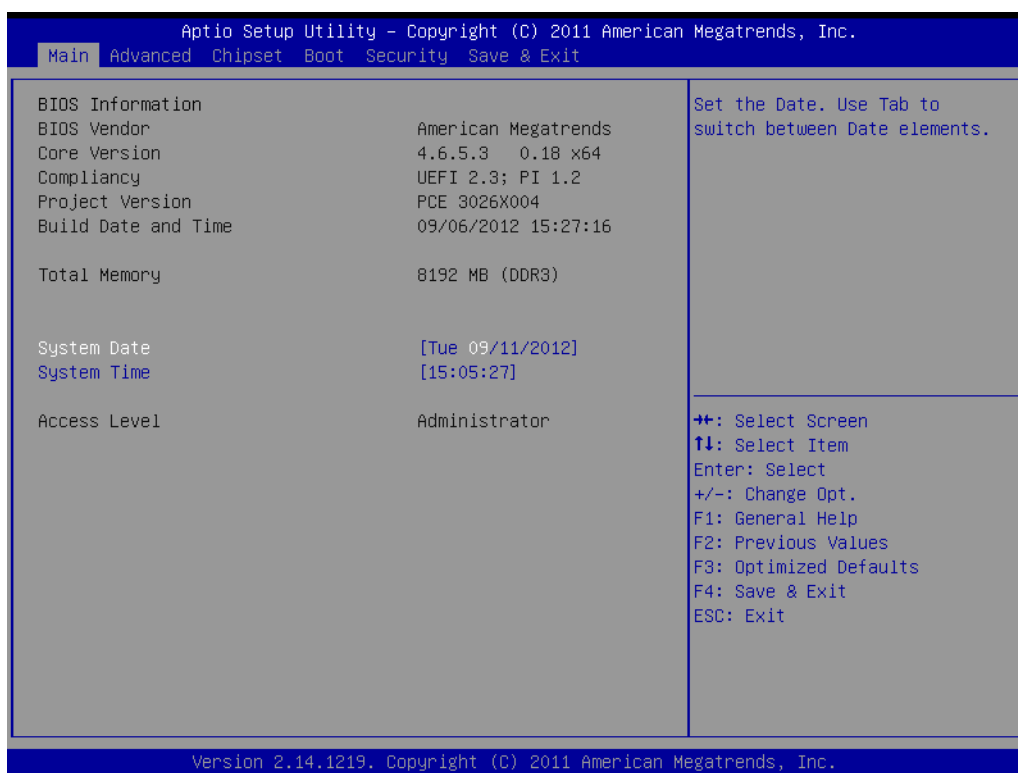 Aptio Setup Utility – Copyright (C) 2011 American Megatrends, Inc.
Main Advanced Chipset Boot Security Save & Exit
BIOS Information
BIOS Vendor American Megatrends
Core Version 4.6.5.3 0.18 x64
Compliancy UEFI 2.3; PI 1.2
Project Version PCE 3026X004
Build Date and Time 09/06/2012 15:27:16
Total Memory 8192 MB (DDR3)
System Date [Tue 09/11/2012]
System Time [15:05:27]
Access Level Administrator
Set the Date. Use Tab to
switch between Date elements.
→←: Select Screen
↑↓: Select Item
Enter: Select
+/-: Change Opt.
F1: General Help
F2: Previous Values
F3: Optimized Defaults
F4: Save & Exit
ESC: Exit
Version 2.14.1219. Copyright (C) 2011 American Megatrends, Inc.